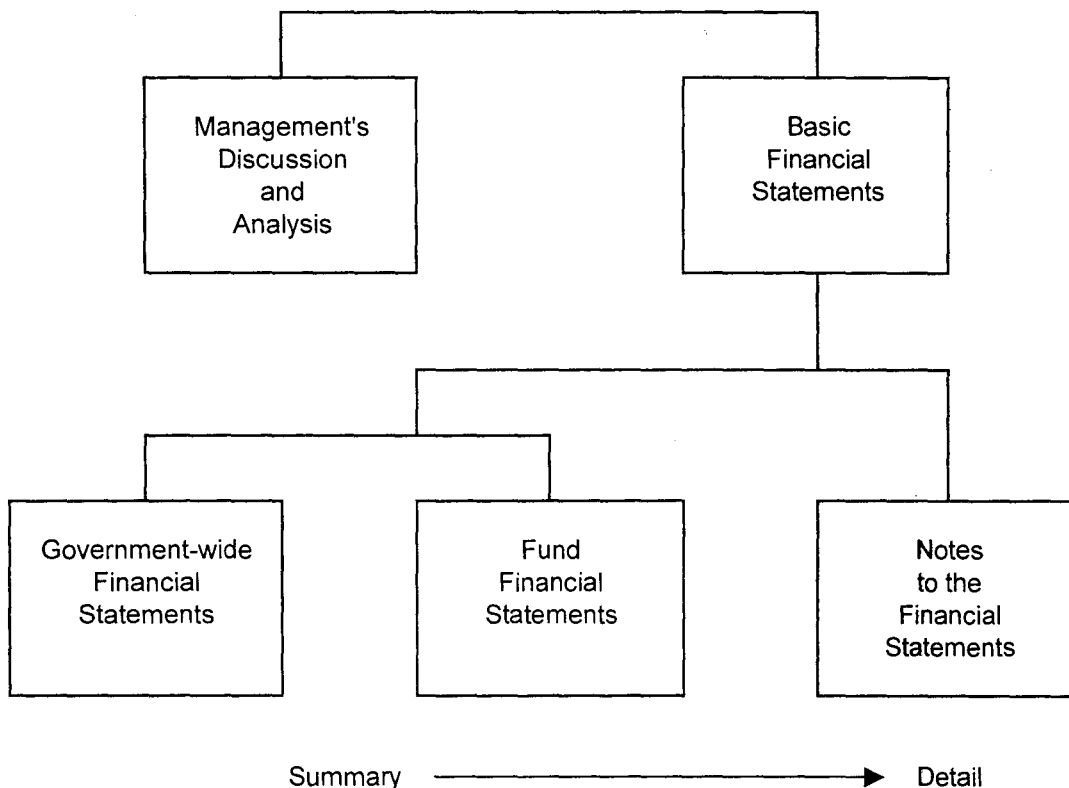 Management's
Discussion
and
Analysis
Basic
Financial
Statements
Government-wide
Financial
Statements
Fund
Financial
Statements
Notes
to the
Financial
Statements
Summary
Detail